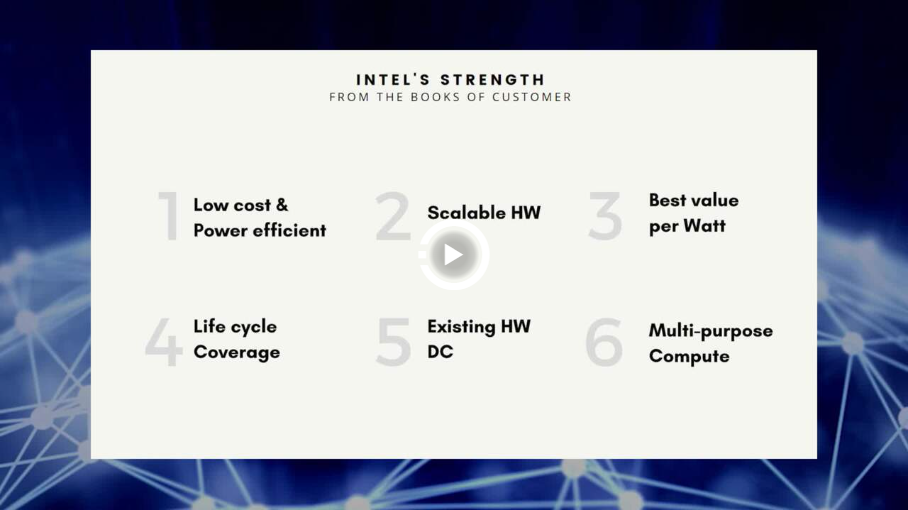 INTEL'S STRENGTH
FROM THE BOOKS OF CUSTOMER
1 Low cost &
Power efficient
2 Scalable HW
3 Best value
per Watt
4 Life cycle
Coverage
5 Existing HW
DC
6 Multi-purpose
Compute